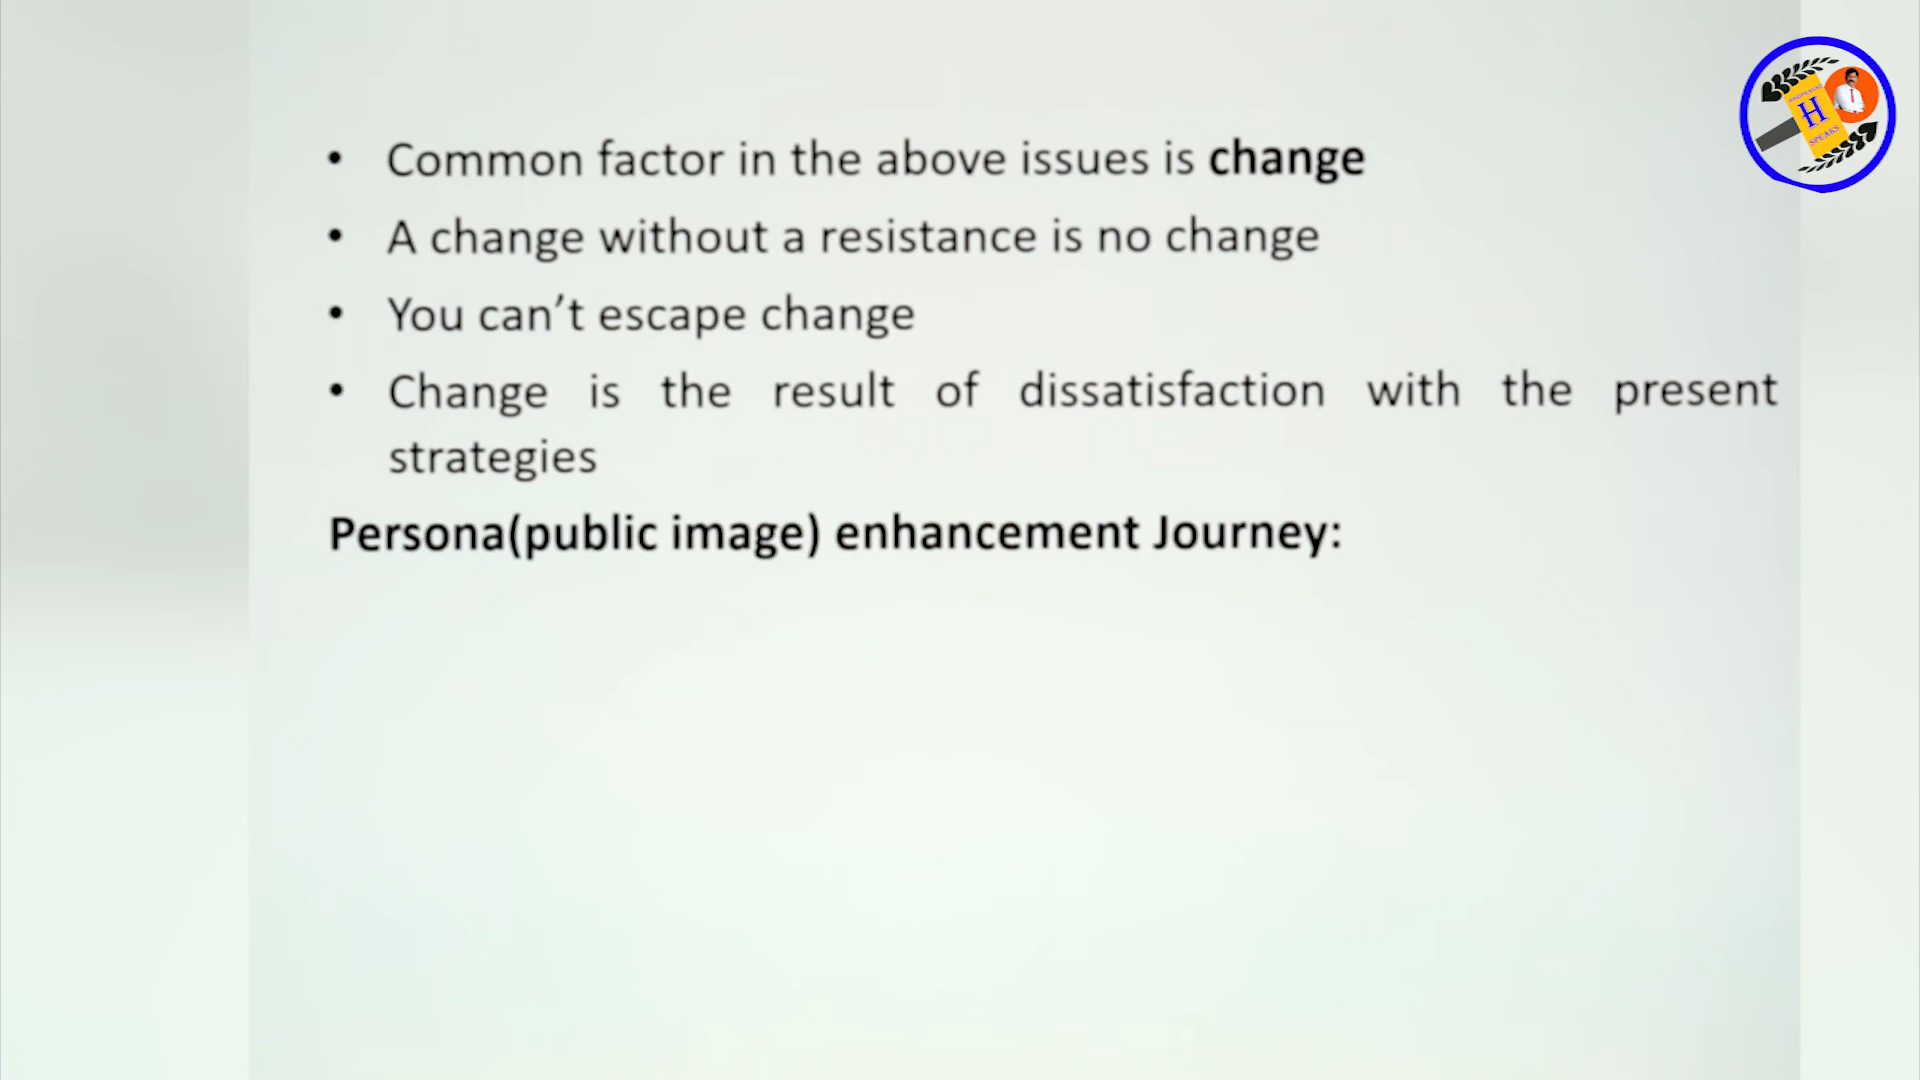 • Common factor in the above issues is change
• A change without a resistance is no change
• You can’t escape change
• Change is the result of dissatisfaction with the present
strategies
Persona(public image) enhancement Journey:
H
SPEAKS